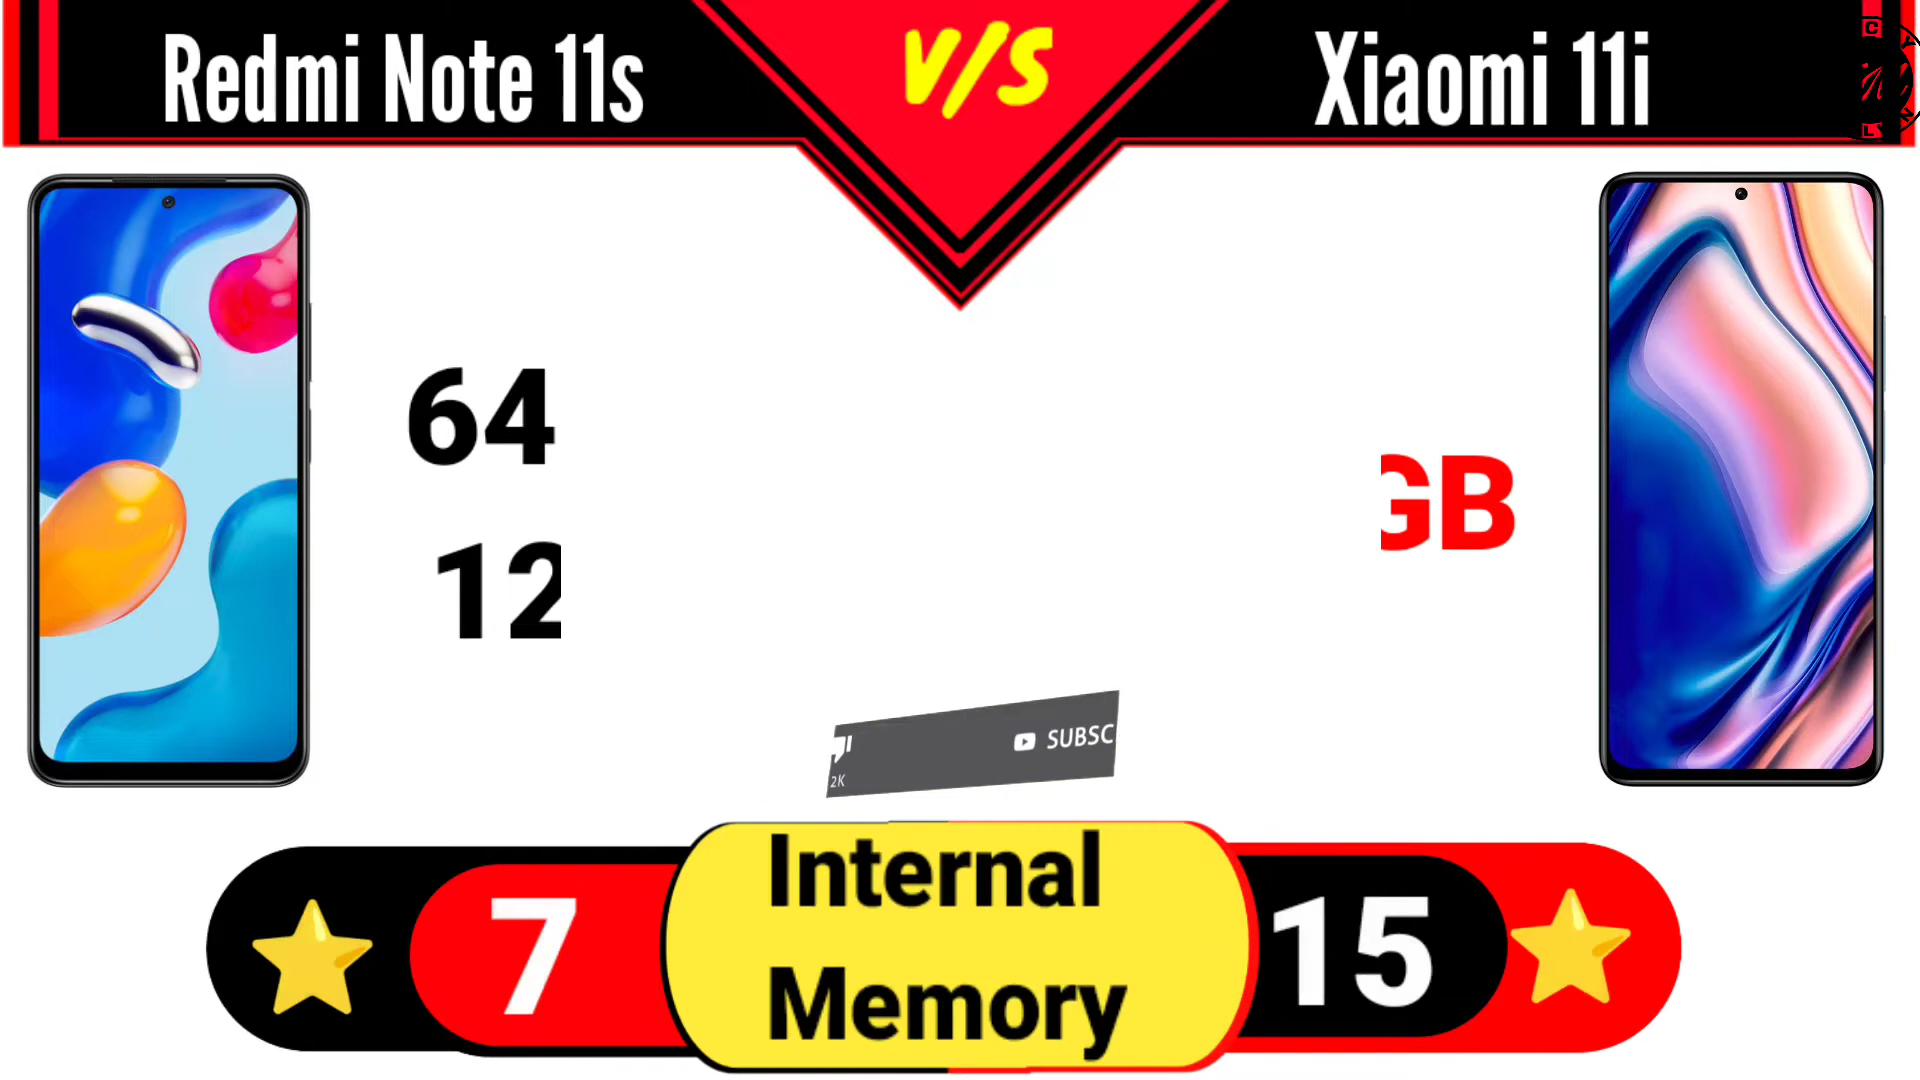 Redmi Note 11s
V/S
Xiaomi 11i
64
12
GB
2K
SUBSC
7
Internal
Memory
15